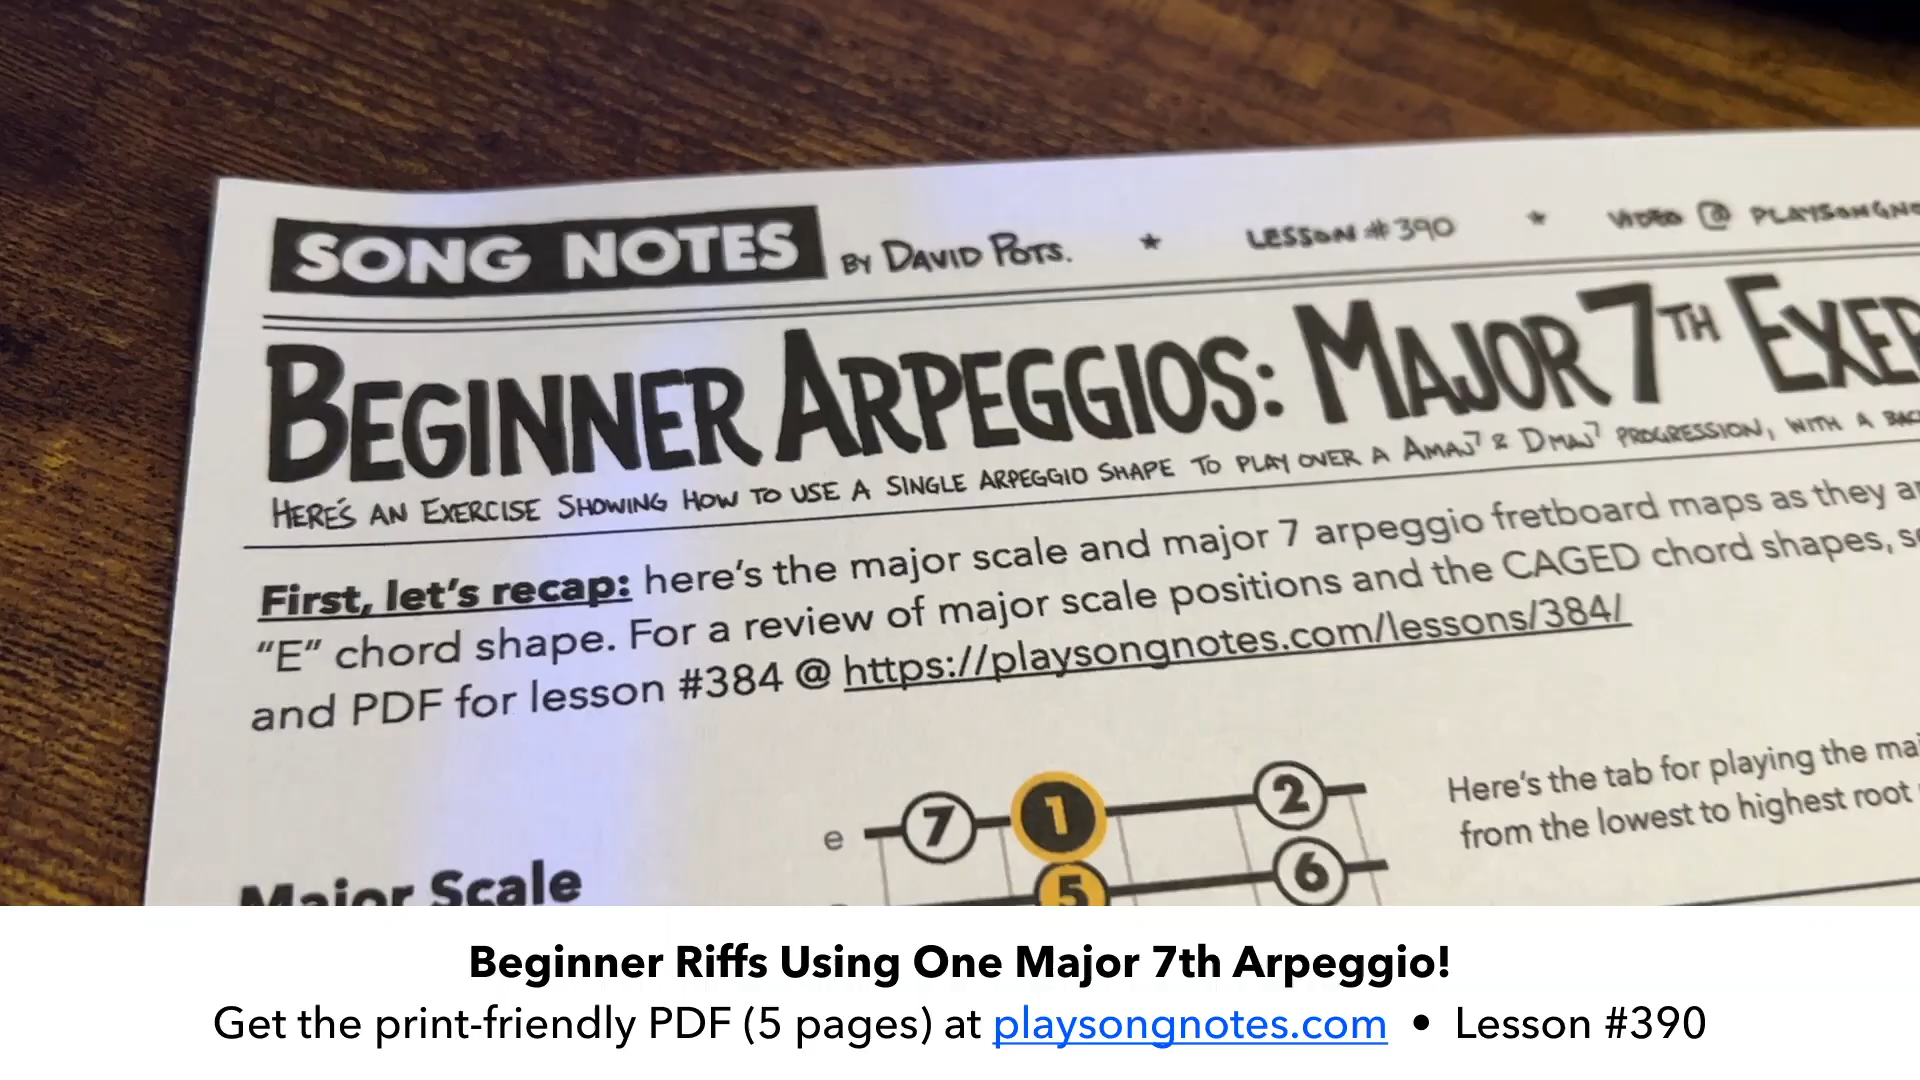 SONG NOTES BY DAVID POTS. * LESSON #390 * VIDEO @
BEGINNER ARPEGGIOS: MAJOR 7TH
HERE'S AN EXERCISE SHOWING HOW TO USE A SINGLE ARPEGGIO SHAPE TO PLAY OVER A AMAJ7 & DMAJ7 PROGRESSION, WITH A
First, let's recap: here's the major scale and major 7 arpeggio fretboard maps as they
"E" chord shape. For a review of major scale positions and the CAGED chord shapes,
and PDF for lesson #384 @ https://playsongnotes.com/lessons/384/
Here's the tab for playing the
from the lowest to highest root
e 7 1 2
5 6
Major Scale
Beginner Riffs Using One Major 7th Arpeggio!
Get the print-friendly PDF (5 pages) at playsongnotes.com • Lesson #390